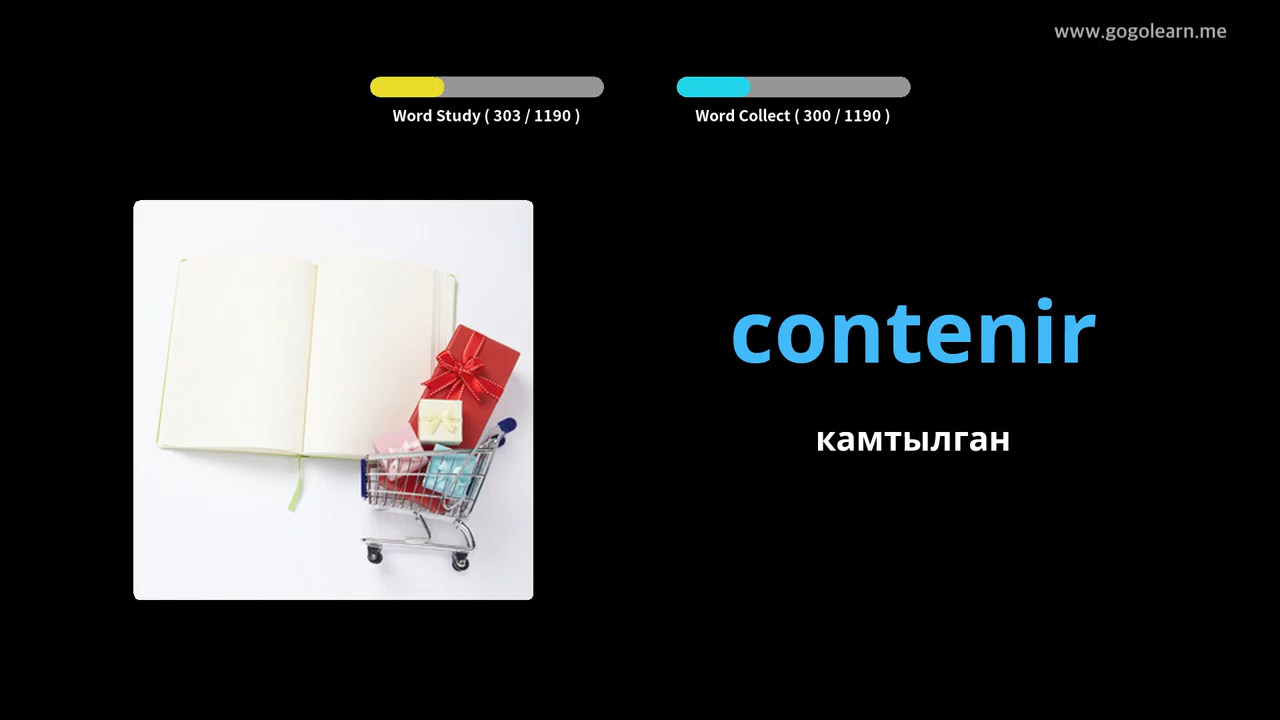 www.gogolearn.me
Word Study ( 303 / 1190 )
Word Collect ( 300 / 1190 )
contenir
камтылган